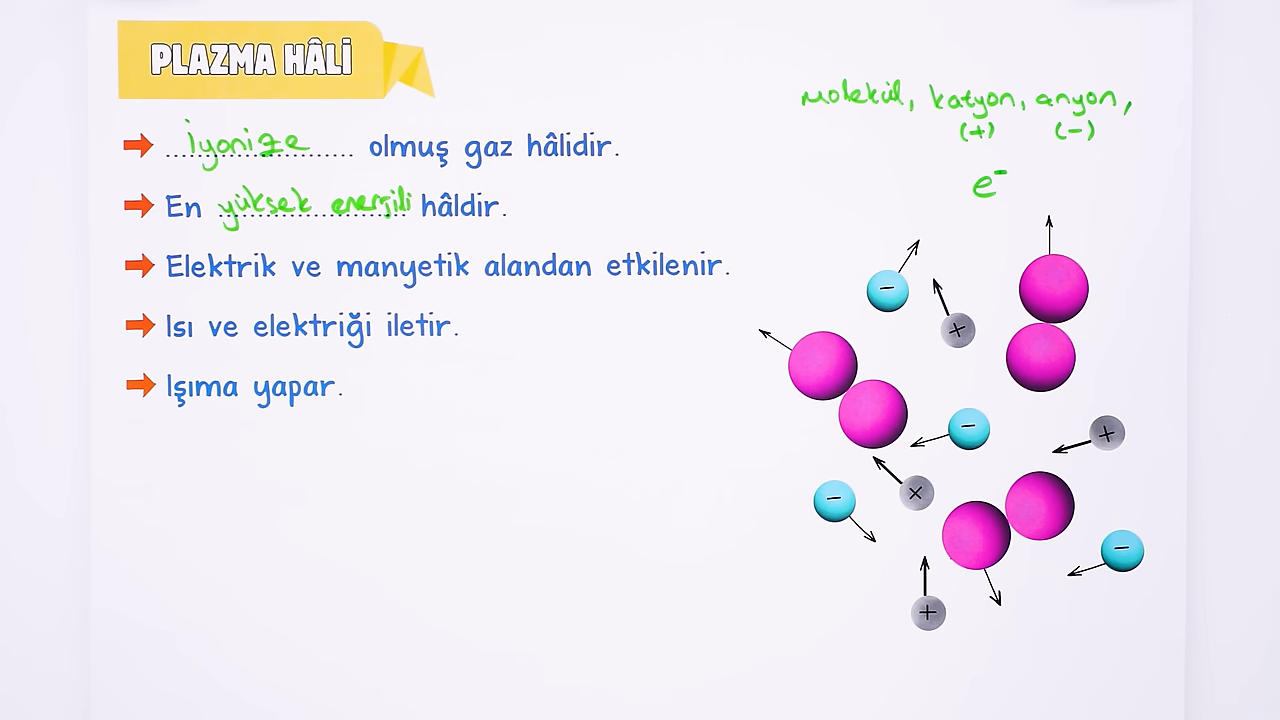 PLAZMA HÂLİ
İyonize olmuş gaz hâlidir.
En yüksek enerjili hâldir.
Elektrik ve manyetik alandan etkilenir.
Isı ve elektriği iletir.
Işıma yapar.
molekül, katyon, anyon,
(+) (-)
e⁻
−
+
−
+
−
×
−
+